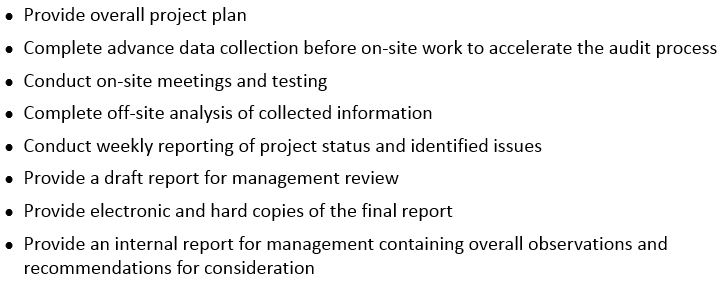 • Provide overall project plan
• Complete advance data collection before on-site work to accelerate the audit process
• Conduct on-site meetings and testing
• Complete off-site analysis of collected information
• Conduct weekly reporting of project status and identified issues
• Provide a draft report for management review
• Provide electronic and hard copies of the final report
• Provide an internal report for management containing overall observations and
recommendations for consideration